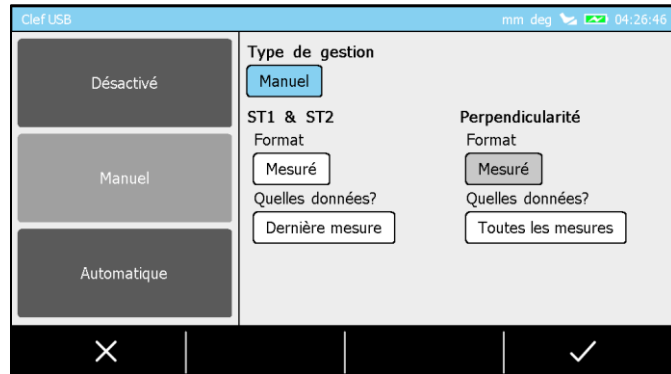 Clef USB
mm deg 04:26:46
Désactivé
Manuel
Automatique
Type de gestion
Manuel
ST1 & ST2
Format
Mesuré
Quelles données?
Dernière mesure
Perpendicularité
Format
Mesuré
Quelles données?
Toutes les mesures